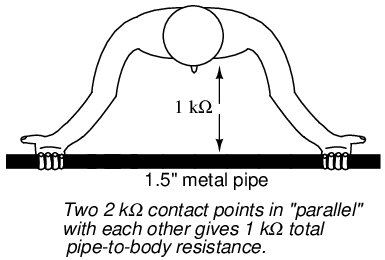 1 kΩ
1.5" metal pipe
Two 2 kΩ contact points in "parallel"
with each other gives 1 kΩ total
pipe-to-body resistance.